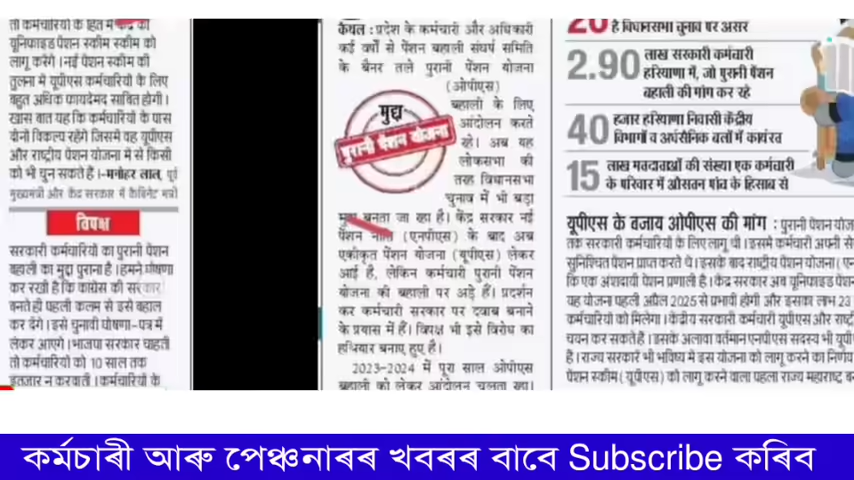 तो कर्मचारियों के हित में केंद्र की
यूनिफाइड पेंशन स्कीम स्कीम को
लागू करेंगे। नई पेंशन स्कीम की
तुलना में यूपीएस कर्मचारियों के लिए
बहुत अधिक फायदेमंद साबित होगी।
खास बात यह कि कर्मचारियों के पास
दोनों विकल्प रहेंगे जिसमें वह यूपीएस
और राष्ट्रीय पेंशन योजना में से किसी
को भी चुन सकते हैं।-मनोहर लाल, पूर्व
मुख्यमंत्री और केंद्र सरकार में कैबिनेट मंत्री
विपक्ष
सरकारी कर्मचारियों का पुरानी पेंशन
बहाली का मुद्दा पुराना है। हमने घोषणा
कर रखी है कि कांग्रेस की सरकार
बनते ही पहली कलम से इसे बहाल
कर देंगे। इसे चुनावी घोषणा-पत्र में
लेकर आएंगे। भाजपा सरकार चाहती
तो कर्मचारियों को 10 साल तक
इंतजार न करवाती। कर्मचारियों के
कैथल: प्रदेश के कर्मचारी और अधिकारी
कई वर्षों से पेंशन बहाली संघर्ष समिति
के बैनर तले पुरानी पेंशन योजना
(ओपीएस)
बहाली के लिए
आंदोलन करते
रहे। अब यह
लोकसभा की
तरह विधानसभा
चुनाव में भी बड़ा
मुद्दा बनता जा रहा है। केंद्र सरकार नई
पेंशन नीति (एनपीएस) के बाद अब
एकीकृत पेंशन योजना (यूपीएस) लेकर
आई है, लेकिन कर्मचारी पुरानी पेंशन
योजना की बहाली पर अड़े हैं। प्रदर्शन
कर कर्मचारी सरकार पर दवाब बनाने
के प्रयास में हैं। विपक्ष भी इसे विरोध का
हथियार बनाए हुए है।
2023-2024 में पूरा साल ओपीएस
बहाली को लेकर आंदोलन चलता रहा।
मुद्दा
पुरानी पेंशन योजना
20
है विधानसभा चुनाव पर असर
2.90 लाख सरकारी कर्मचारी
हरियाणा में, जो पुरानी पेंशन
बहाली की मांग कर रहे
40 हजार हरियाणा निवासी केंद्रीय
विभागों व अर्धसैनिक बलों में कार्यरत
15 लाख मतदाताओं की संख्या एक कर्मचारी
के परिवार में औसतन पांच के हिसाब से
यूपीएस के बजाय ओपीएस की मांग : पुरानी पेंशन
तक सरकारी कर्मचारियों के लिए लागू थी। इसमें कर्मचारी अपनी
सुनिश्चित पेंशन प्राप्त करते थे। इसके बाद राष्ट्रीय पेंशन योजना
कि एक अंशदायी पेंशन प्रणाली है। केंद्र सरकार अब यूनिफाइड
यह योजना पहली अप्रैल 2025 से प्रभावी होगी और इसका लाभ 23
कर्मचारियों को मिलेगा। केंद्रीय सरकारी कर्मचारी यूपीएस और
चयन कर सकते हैं। इसके अलावा वर्तमान एनपीएस सदस्य भी
है। राज्य सरकारें भी भविष्य में इस योजना को लागू करने का निर्णय
पेंशन स्कीम (यूपीएस) को लागू करने वाला पहला राज्य महाराष्ट्र
কৰ্মচাৰী আৰু পেঞ্চনাৰৰ খবৰৰ বাবে Subscribe কৰিব